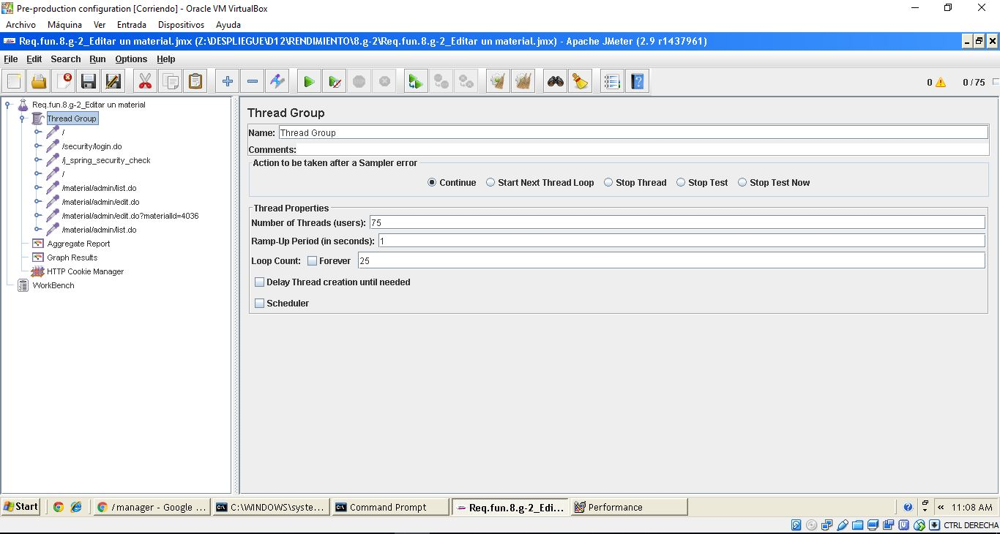 Pre-production configuration [Corriendo] - Oracle VM VirtualBox
Archivo Máquina Ver Entrada Dispositivos Ayuda
Req.fun.8.g-2_Editar un material.jmx (Z:\DESPLIEGUE\D12\RENDIMIENTO\8.g-2\Req.fun.8.g-2_Editar un material.jmx) - Apache JMeter (2.9 r1437961)
File Edit Search Run Options Help
0 0 / 75
Req.fun.8.g-2_Editar un material
Thread Group
/
/security/login.do
/j_spring_security_check
/
/material/admin/list.do
/material/admin/edit.do
/material/admin/edit.do?materialId=4036
/material/admin/list.do
Aggregate Report
Graph Results
HTTP Cookie Manager
WorkBench
Thread Group
Name: Thread Group
Comments:
Action to be taken after a Sampler error
Continue Start Next Thread Loop Stop Thread Stop Test Stop Test Now
Thread Properties
Number of Threads (users): 75
Ramp-Up Period (in seconds): 1
Loop Count: Forever 25
Delay Thread creation until needed
Scheduler
Start /manager - Google ... C:\WINDOWS\syste... Command Prompt Req.fun.8.g-2_Edi... Performance « 11:08 AM
CTRL DERECHA